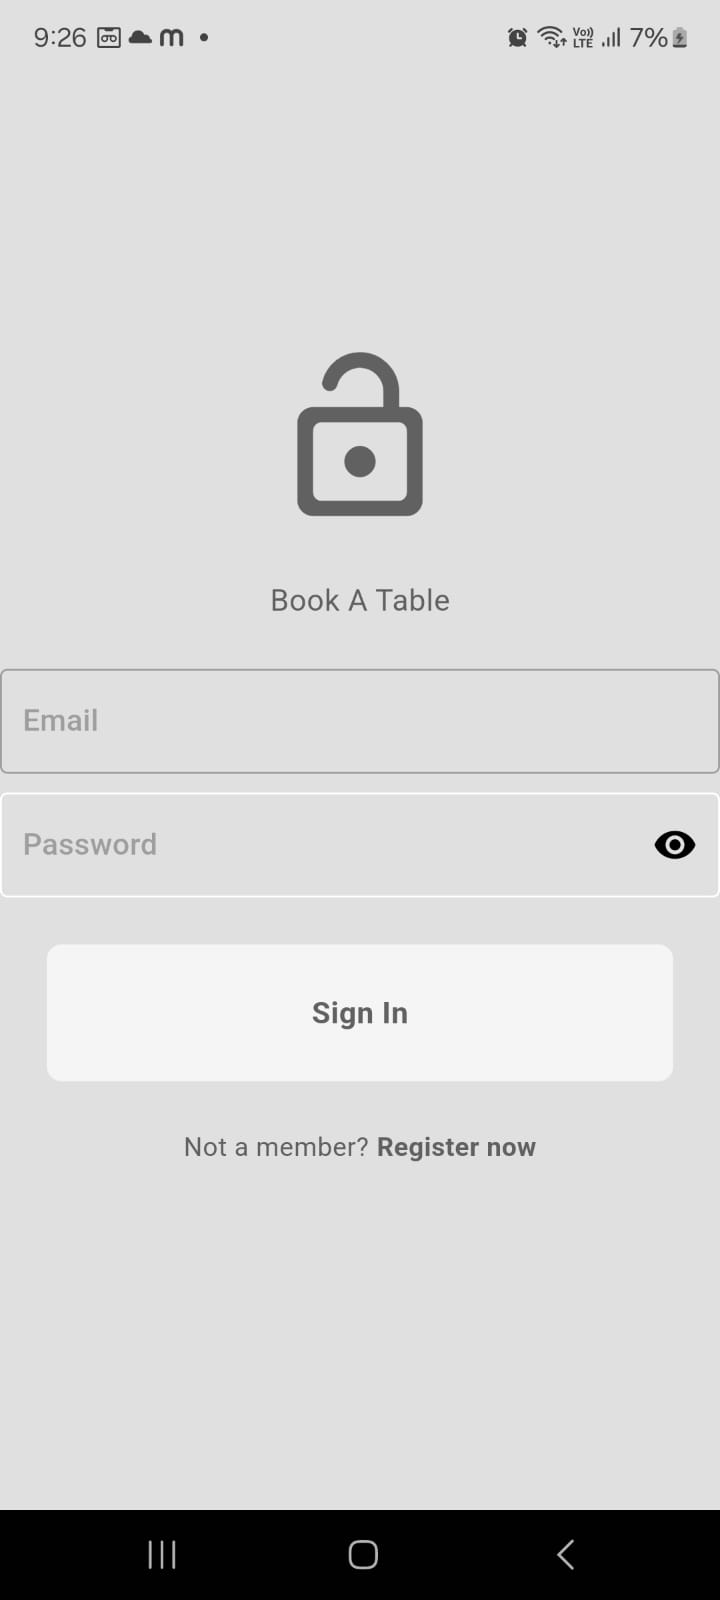 9:26 m 7%
Vo)) LTE
Book A Table
Email
Password
Sign In
Not a member? Register now